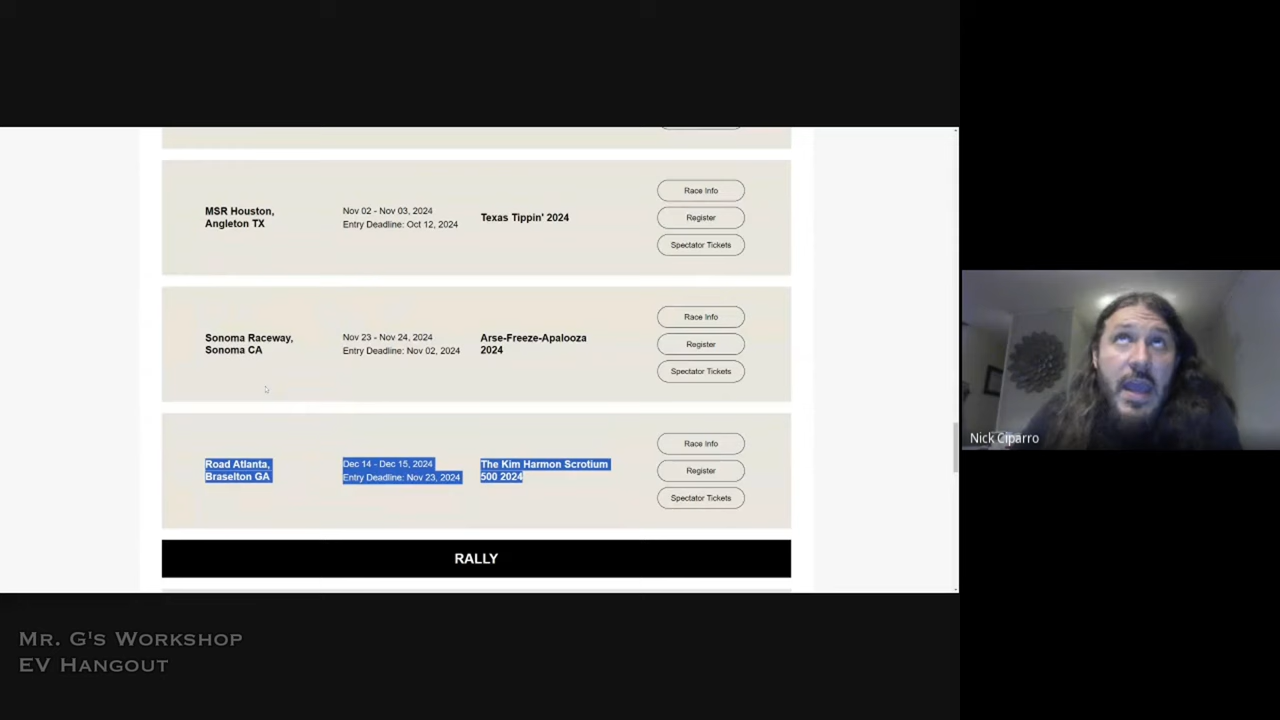 MSR Houston,
Angleton TX
Nov 02 - Nov 03, 2024
Entry Deadline: Oct 12, 2024
Texas Tippin' 2024
Race Info
Register
Spectator Tickets
Sonoma Raceway,
Sonoma CA
Nov 23 - Nov 24, 2024
Entry Deadline: Nov 02, 2024
Arse-Freeze-Apalooza
2024
Race Info
Register
Spectator Tickets
Road Atlanta,
Braselton GA
Dec 14 - Dec 15, 2024
Entry Deadline: Nov 23, 2024
The Kim Harmon Scrotium
500 2024
Race Info
Register
Spectator Tickets
RALLY
Nick Ciparro
Mr. G's Workshop
EV Hangout